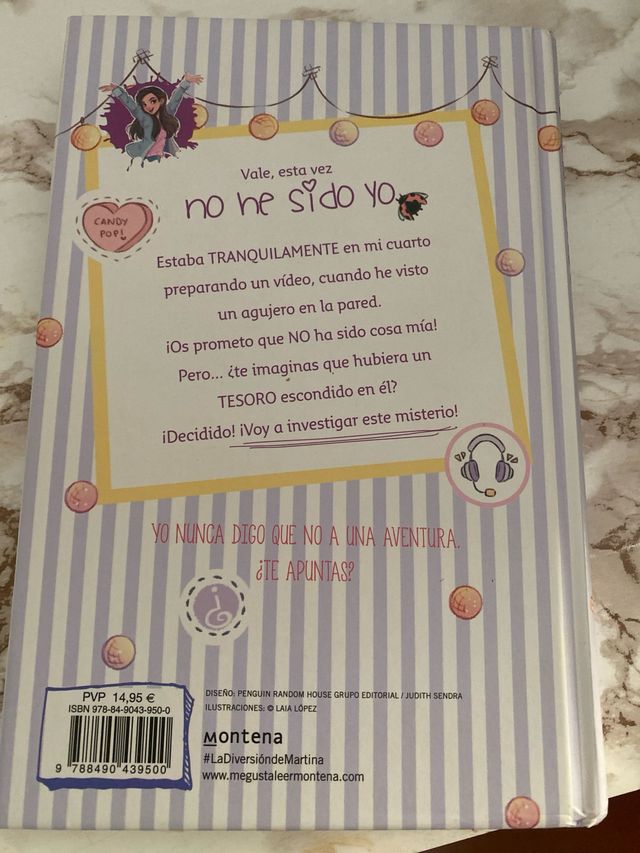 Vale, esta vez
no he sido yo
CANDY
POP!
Estaba TRANQUILAMENTE en mi cuarto
preparando un vídeo, cuando he visto
un agujero en la pared.
¡Os prometo que NO ha sido cosa mía!
Pero... ¿te imaginas que hubiera un
TESORO escondido en él?
¡Decidido! ¡Voy a investigar este misterio!
YO NUNCA DIGO QUE NO A UNA AVENTURA.
¿TE APUNTAS?
PVP 14,95 €
ISBN 978-84-9043-950-0
9 788490 439500
DISEÑO: PENGUIN RANDOM HOUSE GRUPO EDITORIAL / JUDITH SENDRA
ILUSTRACIONES: © LAIA LÓPEZ
Montena
#LaDiversióndeMartina
www.megustaleermontena.com